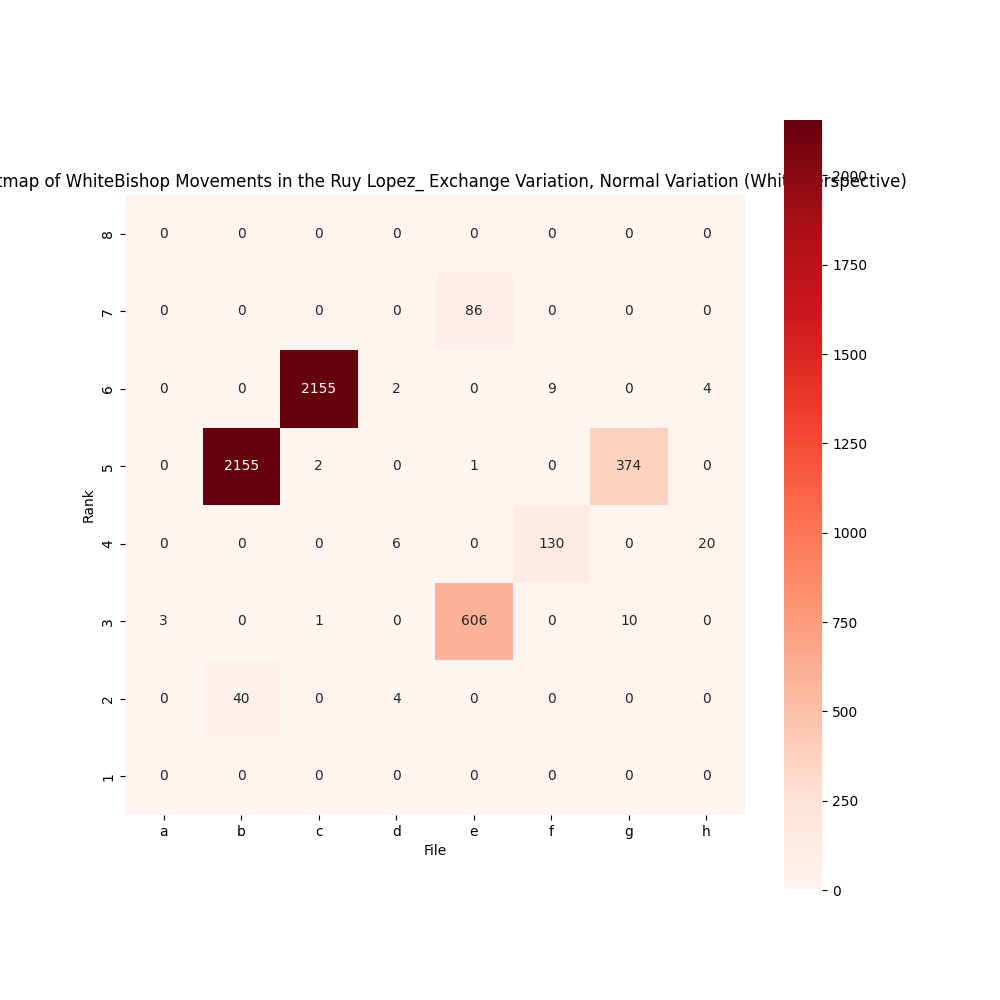 tmap of WhiteBishop Movements in the Ruy Lopez_ Exchange Variation, Normal Variation (Whit erspective)
8 0 0 0 0 0 0 0 0
7 0 0 0 0 86 0 0 0
6 0 0 2155 2 0 9 0 4
5 0 2155 2 0 1 0 374 0
4 0 0 0 6 0 130 0 20
3 3 0 1 0 606 0 10 0
2 0 40 0 4 0 0 0 0
1 0 0 0 0 0 0 0 0
a b c d e f g h
File
Rank
2000
1750
1500
1250
1000
750
500
250
0